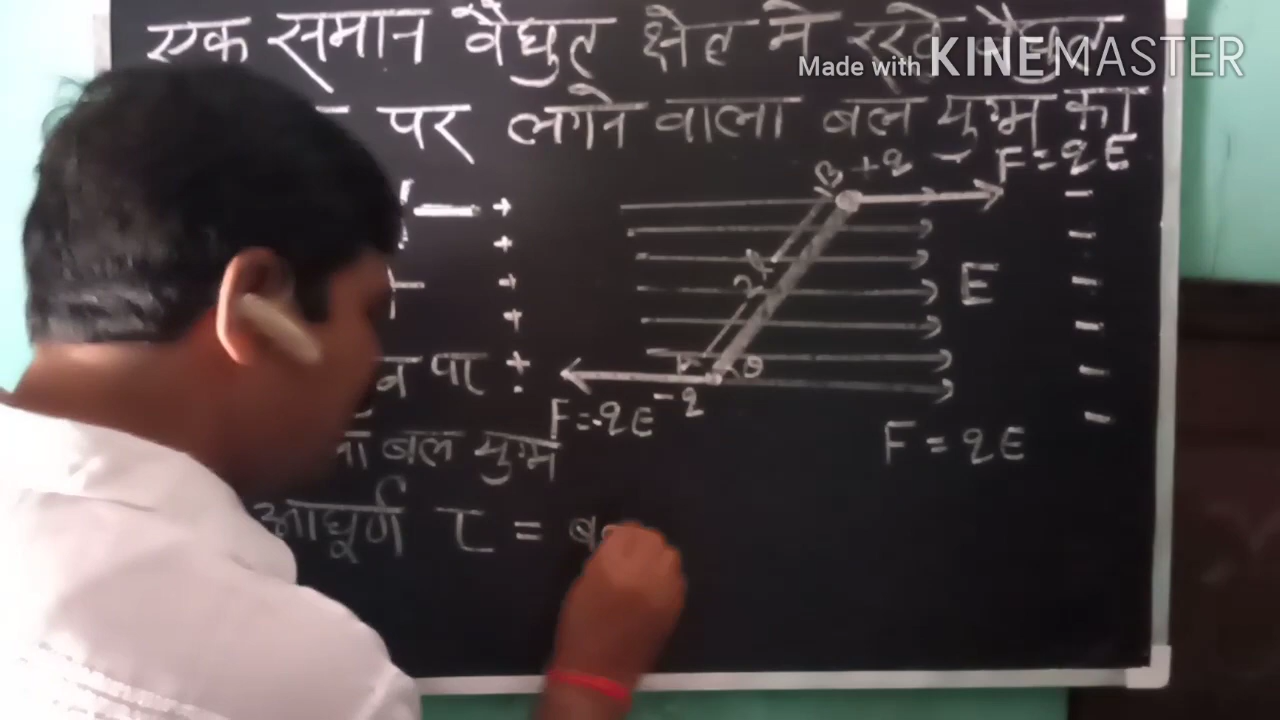 एक समान वैद्युत क्षेत्र मे रखे वैद्युत
Made with KINEMASTER
पर लगने वाला बल युग्म का
B +q F = qE
E
θ
-q
F = -qE
F = qE
पर
बल युग्म
आघूर्ण τ =